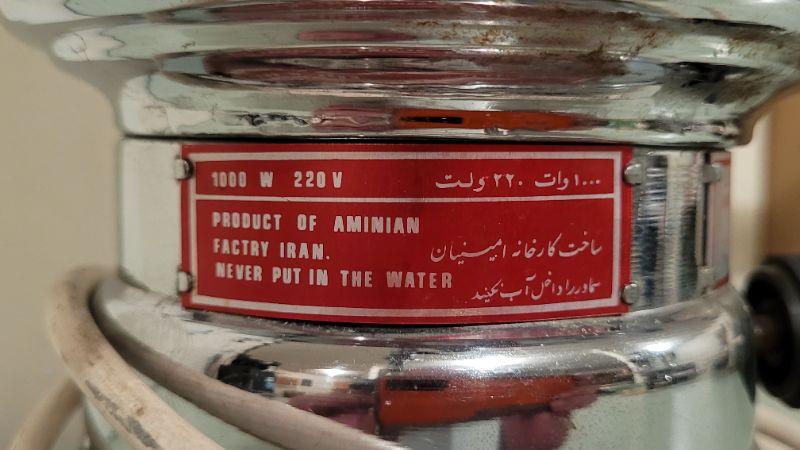 1000 W 220 V
۱۰۰۰ وات ۲۲۰ ولت
PRODUCT OF AMINIAN
FACTRY IRAN.
NEVER PUT IN THE WATER
ساخت کارخانه امینیان
سماور را داخل آب نکنید